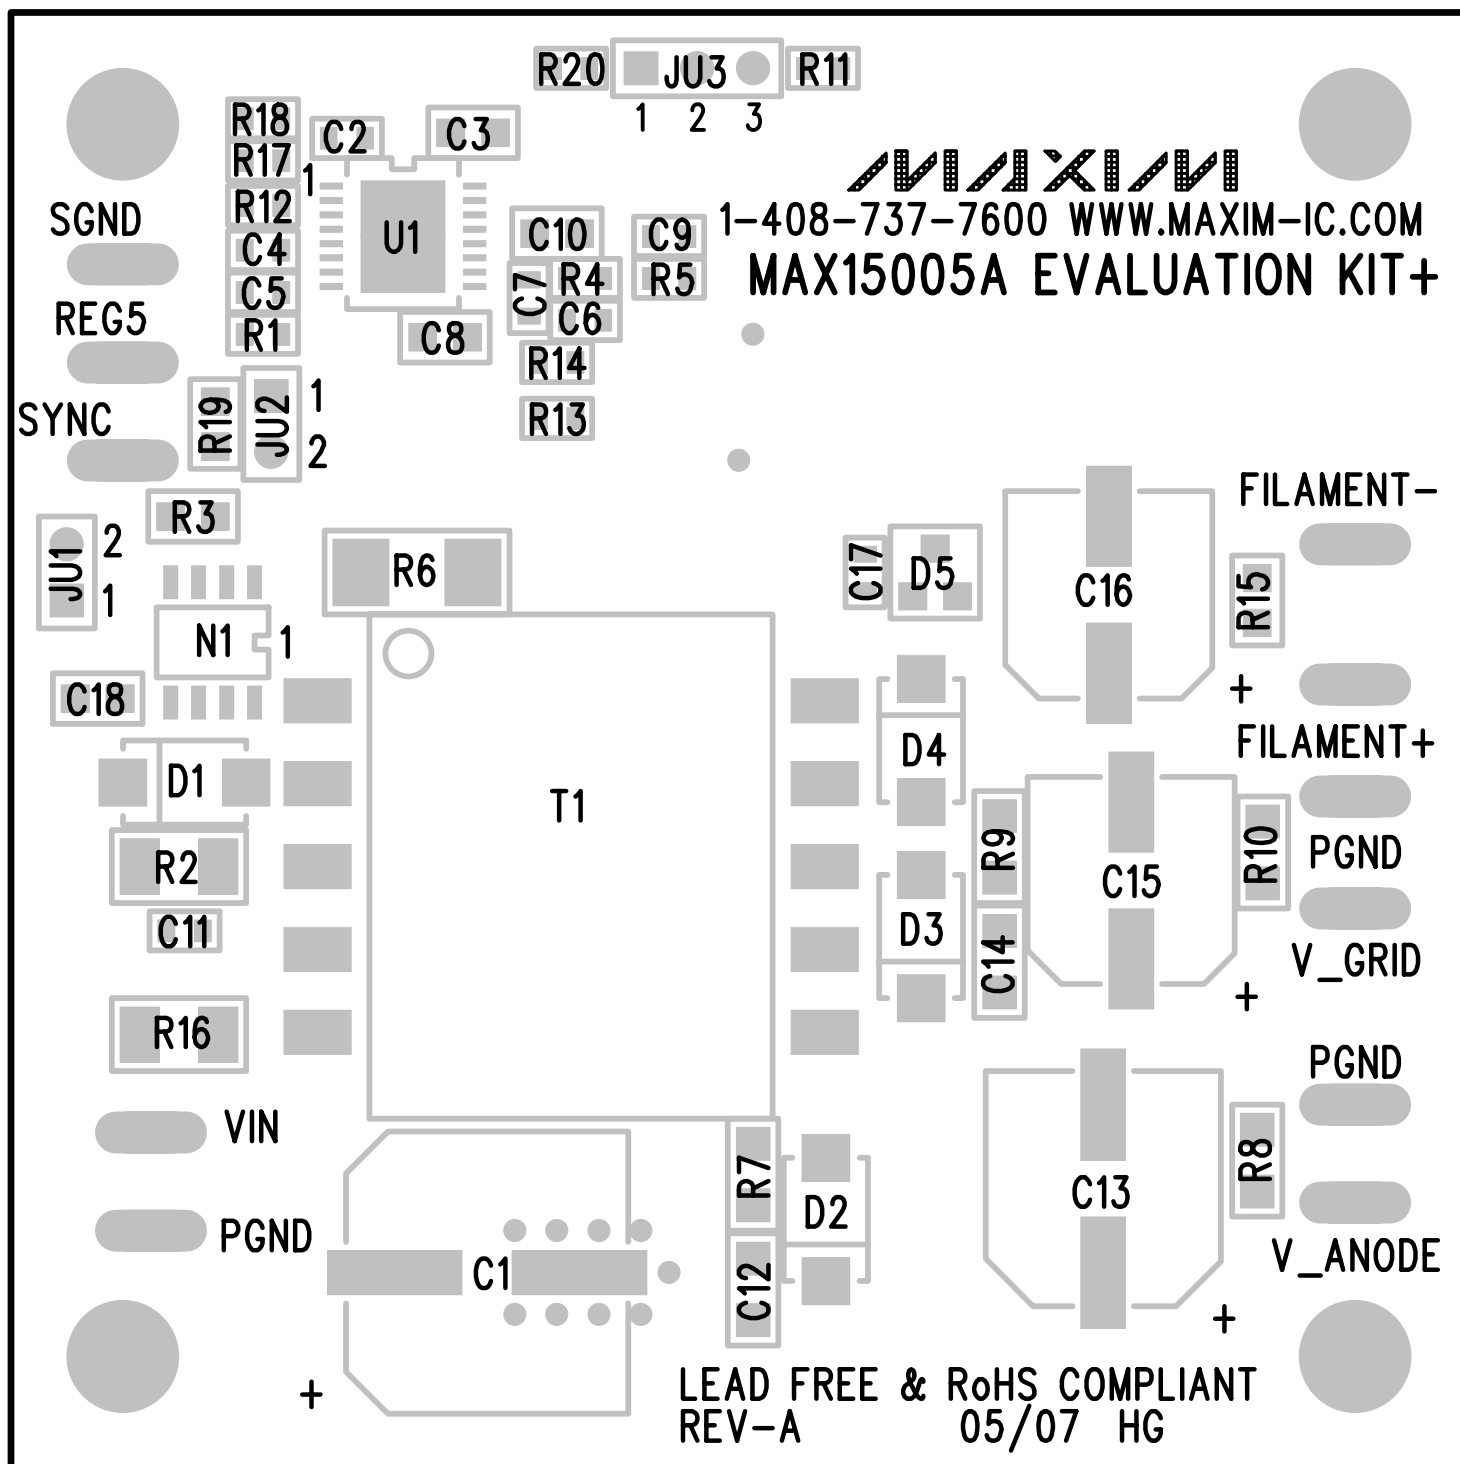 R20 JU3 R11
1 2 3
R18
C2 C3
R17
1
R12
SGND
C4
U1
C10 C9
MAXIM
1-408-737-7600 WWW.MAXIM-IC.COM
MAX15005A EVALUATION KIT+
C5
C7
R4 R5
C6
REG5
R1
C8
R14
SYNC
R19
JU2
1
2
R13
R3
JU1
2
1
R6
C17
D5
C16
FILAMENT-
R15
N1 1
C18
+
FILAMENT+
D1
T1
D4
R9
R10
PGND
R2
C15
C11
D3
C14
V_GRID
+
R16
PGND
VIN
R7
R8
D2
C13
PGND
C1
C12
V_ANODE
+
+
LEAD FREE & RoHS COMPLIANT
REV-A 05/07 HG